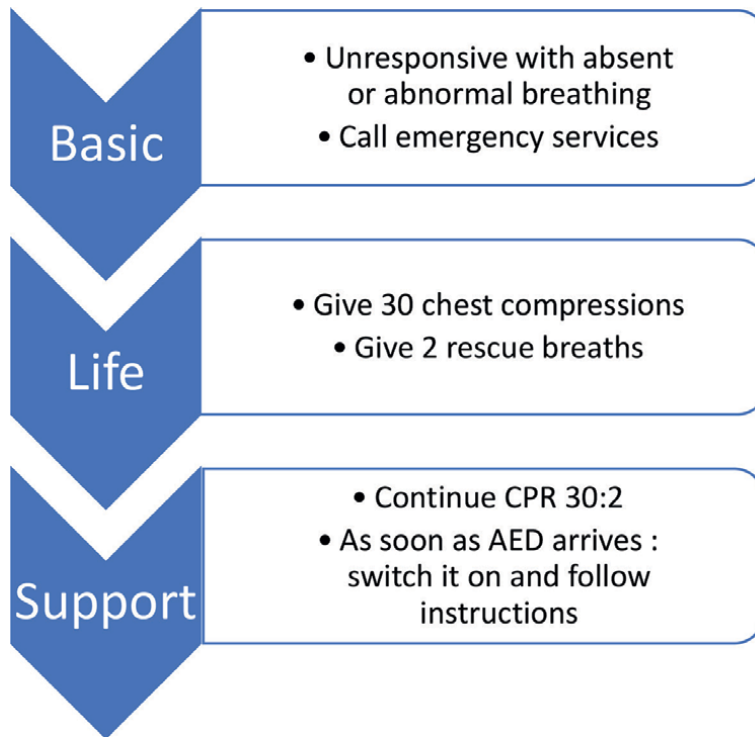 Basic
• Unresponsive with absent
or abnormal breathing
• Call emergency services
Life
• Give 30 chest compressions
• Give 2 rescue breaths
Support
• Continue CPR 30:2
• As soon as AED arrives :
switch it on and follow
instructions